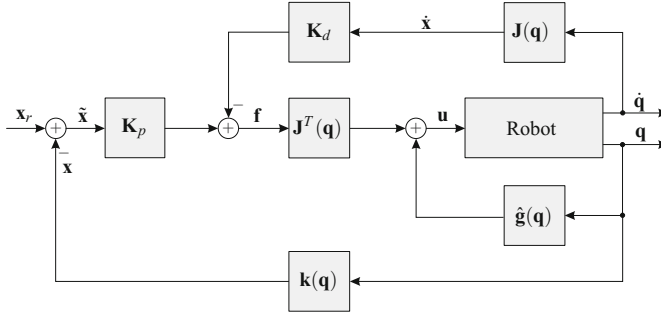 K_d
ẋ
J(q)
q̇
x_r
x̃
K_p
f
J^T(q)
u
Robot
q
x
ĝ(q)
k(q)
+
+
+
−
−